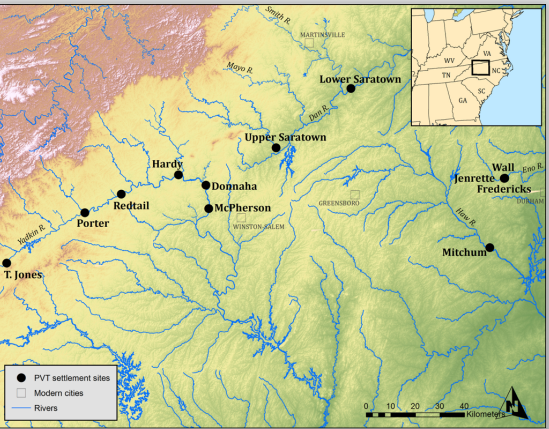 Smith R.
MARTINSVILLE
Mayo R.
Lower Saratown
Dan R.
Upper Saratown
Hardy
Donnaha
Redtail
McPherson
Porter
WINSTON-SALEM
GREENSBORO
Yadkin R.
T. Jones
Wall
Eno R.
Jenrette
Fredericks
DURHAM
Haw R.
Mitchum
WV
VA
TN
NC
SC
GA
PVT settlement sites
Modern cities
Rivers
0 10 20 30 40
Kilometers
N